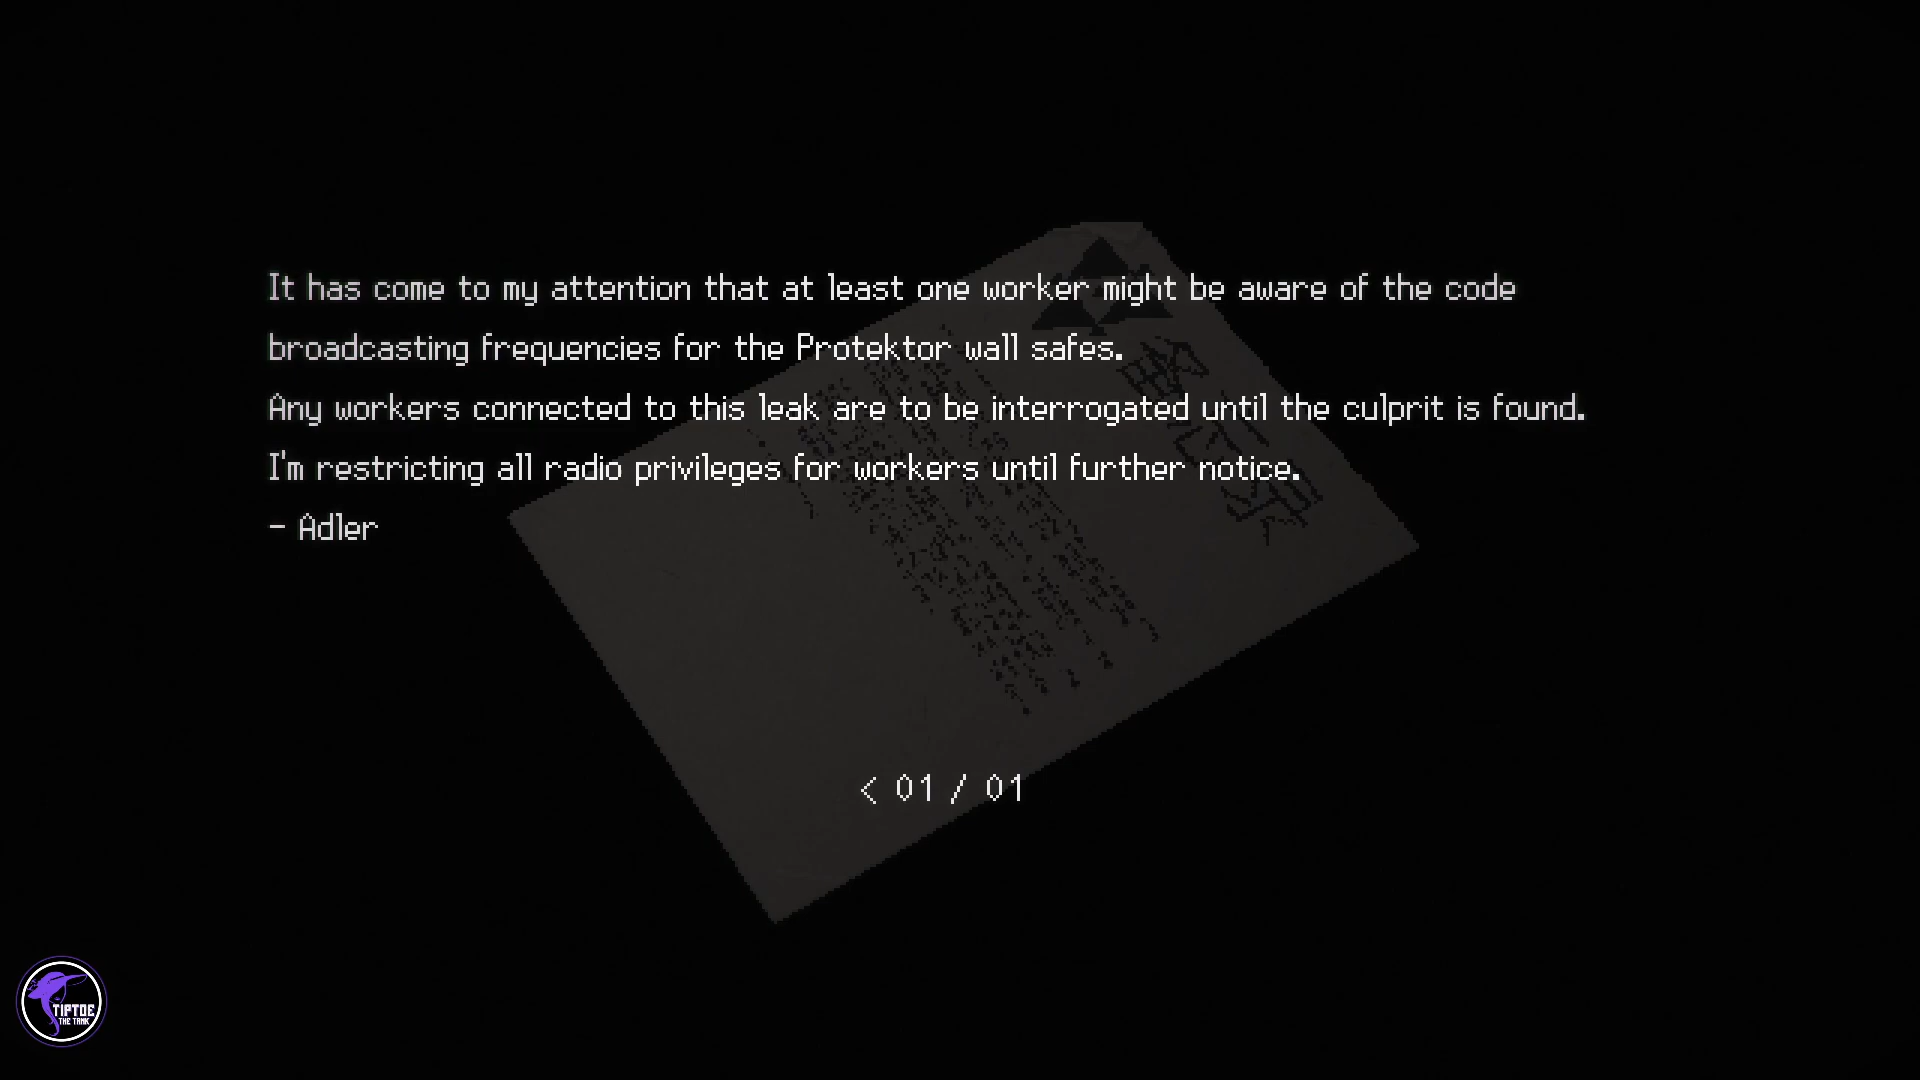 It has come to my attention that at least one worker might be aware of the code
broadcasting frequencies for the Protektor wall safes.
Any workers connected to this leak are to be interrogated until the culprit is found.
I'm restricting all radio privileges for workers until further notice.
- Adler
< 01 / 01
TIPTOE
THE TANK